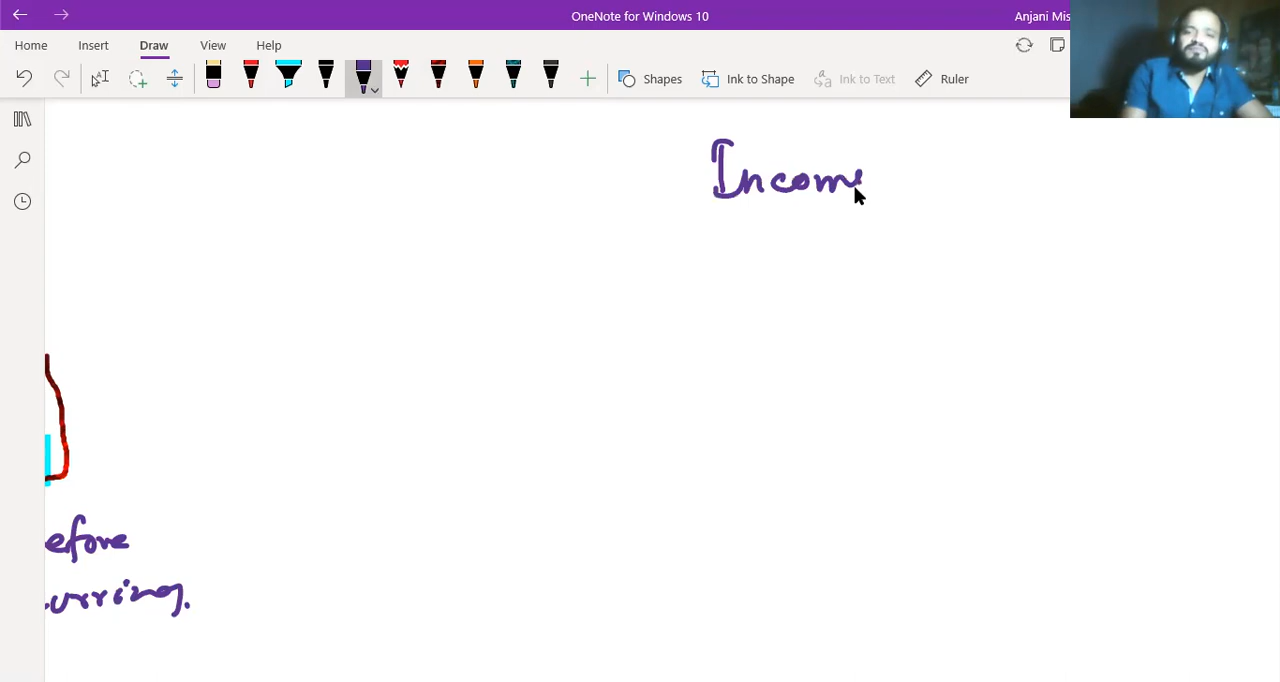 OneNote for Windows 10
Anjani Mis
Home Insert Draw View Help
Shapes Ink to Shape Ink to Text Ruler
Income
efore
urring.